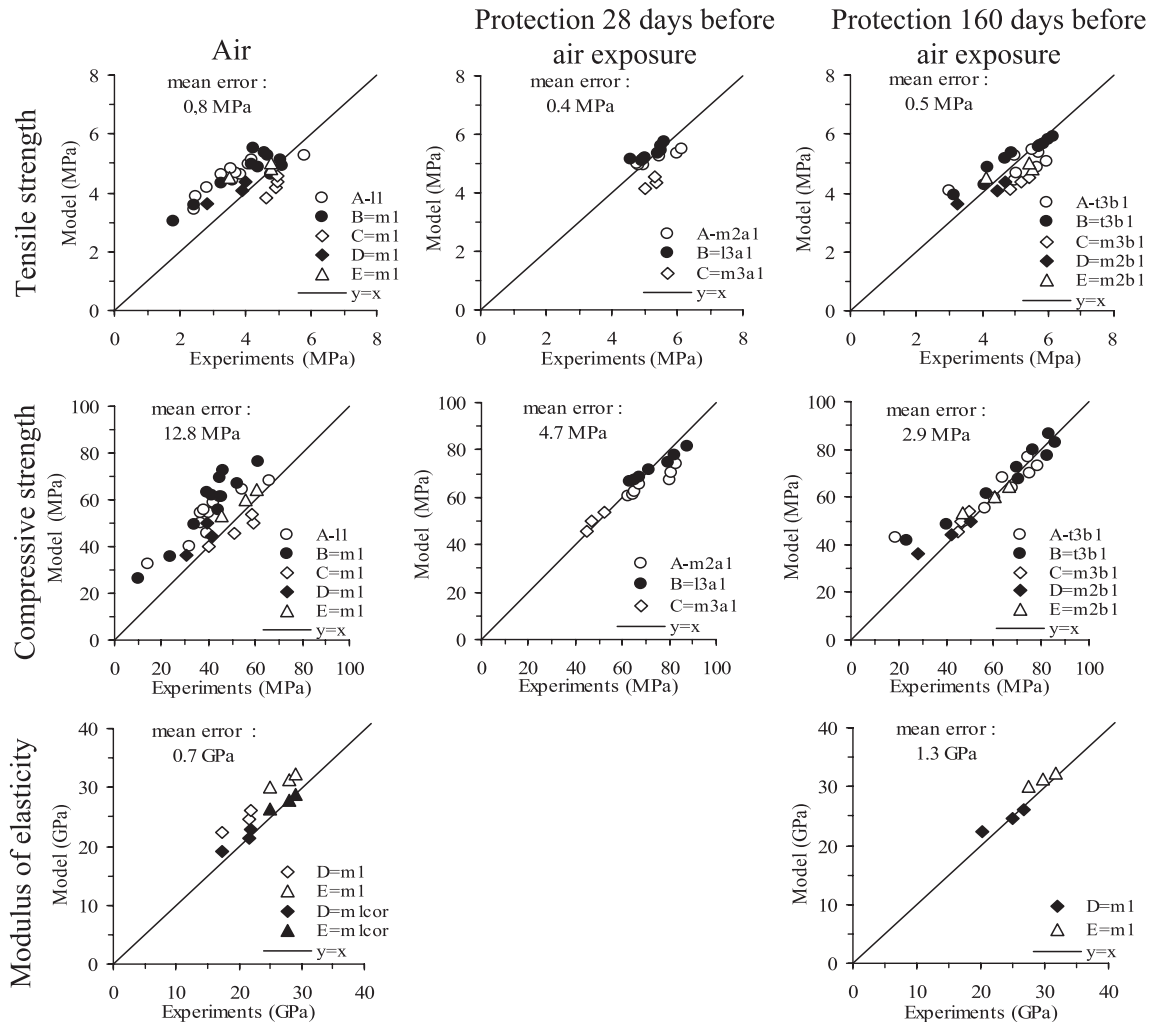 Air
Protection 28 days before
air exposure
Protection 160 days before
air exposure
Tensile strength
mean error :
0,8 MPa
8
6
4
2
0
Model (MPa)
A-l1
B=m1
C=m1
D=m1
E=m1
y=x
0 2 4 6 8
Experiments (MPa)
mean error :
0.4 MPa
8
6
4
2
0
Model (MPa)
A-m2a1
B=l3a1
C=m3a1
y=x
0 2 4 6 8
Experiments (MPa)
mean error :
0.5 MPa
8
6
4
2
0
Model (MPa)
A-t3b1
B=t3b1
C=m3b1
D=m2b1
E=m2b1
y=x
0 2 4 6 8
Experiments (Mpa)
Compressive strength
mean error :
12.8 MPa
100
80
60
40
20
0
Model (MPa)
A-l1
B=m1
C=m1
D=m1
E=m1
y=x
0 20 40 60 80 100
Experiments (MPa)
mean error :
4.7 MPa
100
80
60
40
20
0
Model (MPa)
A-m2a1
B=l3a1
C=m3a1
y=x
0 20 40 60 80 100
Experiments (MPa)
mean error :
2.9 MPa
100
80
60
40
20
0
Model (MPa)
A-t3b1
B=t3b1
C=m3b1
D=m2b1
E=m2b1
y=x
0 20 40 60 80 100
Experiments (MPa)
Modulus of elasticity
mean error :
0.7 GPa
40
30
20
10
0
Model (GPa)
D=m1
E=m1
D=m1cor
E=m1cor
y=x
0 10 20 30 40
Experiments (GPa)
mean error :
1.3 GPa
40
30
20
10
0
Model (GPa)
D=m1
E=m1
y=x
0 10 20 30 40
Experiments (GPa)